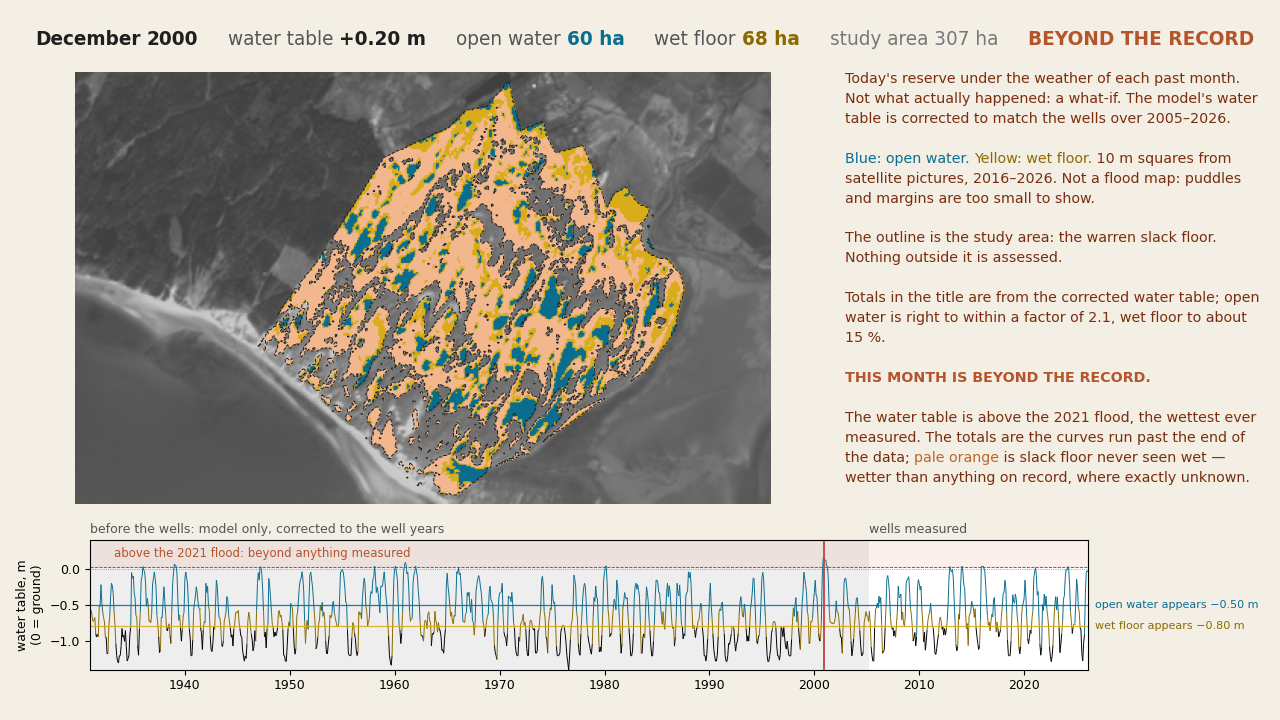 December 2000 water table +0.20 m open water 60 ha wet floor 68 ha study area 307 ha BEYOND THE RECORD
Today's reserve under the weather of each past month.
Not what actually happened: a what-if. The model's water
table is corrected to match the wells over 2005–2026.
Blue: open water. Yellow: wet floor. 10 m squares from
satellite pictures, 2016–2026. Not a flood map: puddles
and margins are too small to show.
The outline is the study area: the warren slack floor.
Nothing outside it is assessed.
Totals in the title are from the corrected water table; open
water is right to within a factor of 2.1, wet floor to about
15 %.
THIS MONTH IS BEYOND THE RECORD.
The water table is above the 2021 flood, the wettest ever
measured. The totals are the curves run past the end of
the data; pale orange is slack floor never seen wet —
wetter than anything on record, where exactly unknown.
before the wells: model only, corrected to the well years
wells measured
above the 2021 flood: beyond anything measured
water table, m
(0 = ground)
0.0
−0.5
−1.0
open water appears −0.50 m
wet floor appears −0.80 m
1940 1950 1960 1970 1980 1990 2000 2010 2020